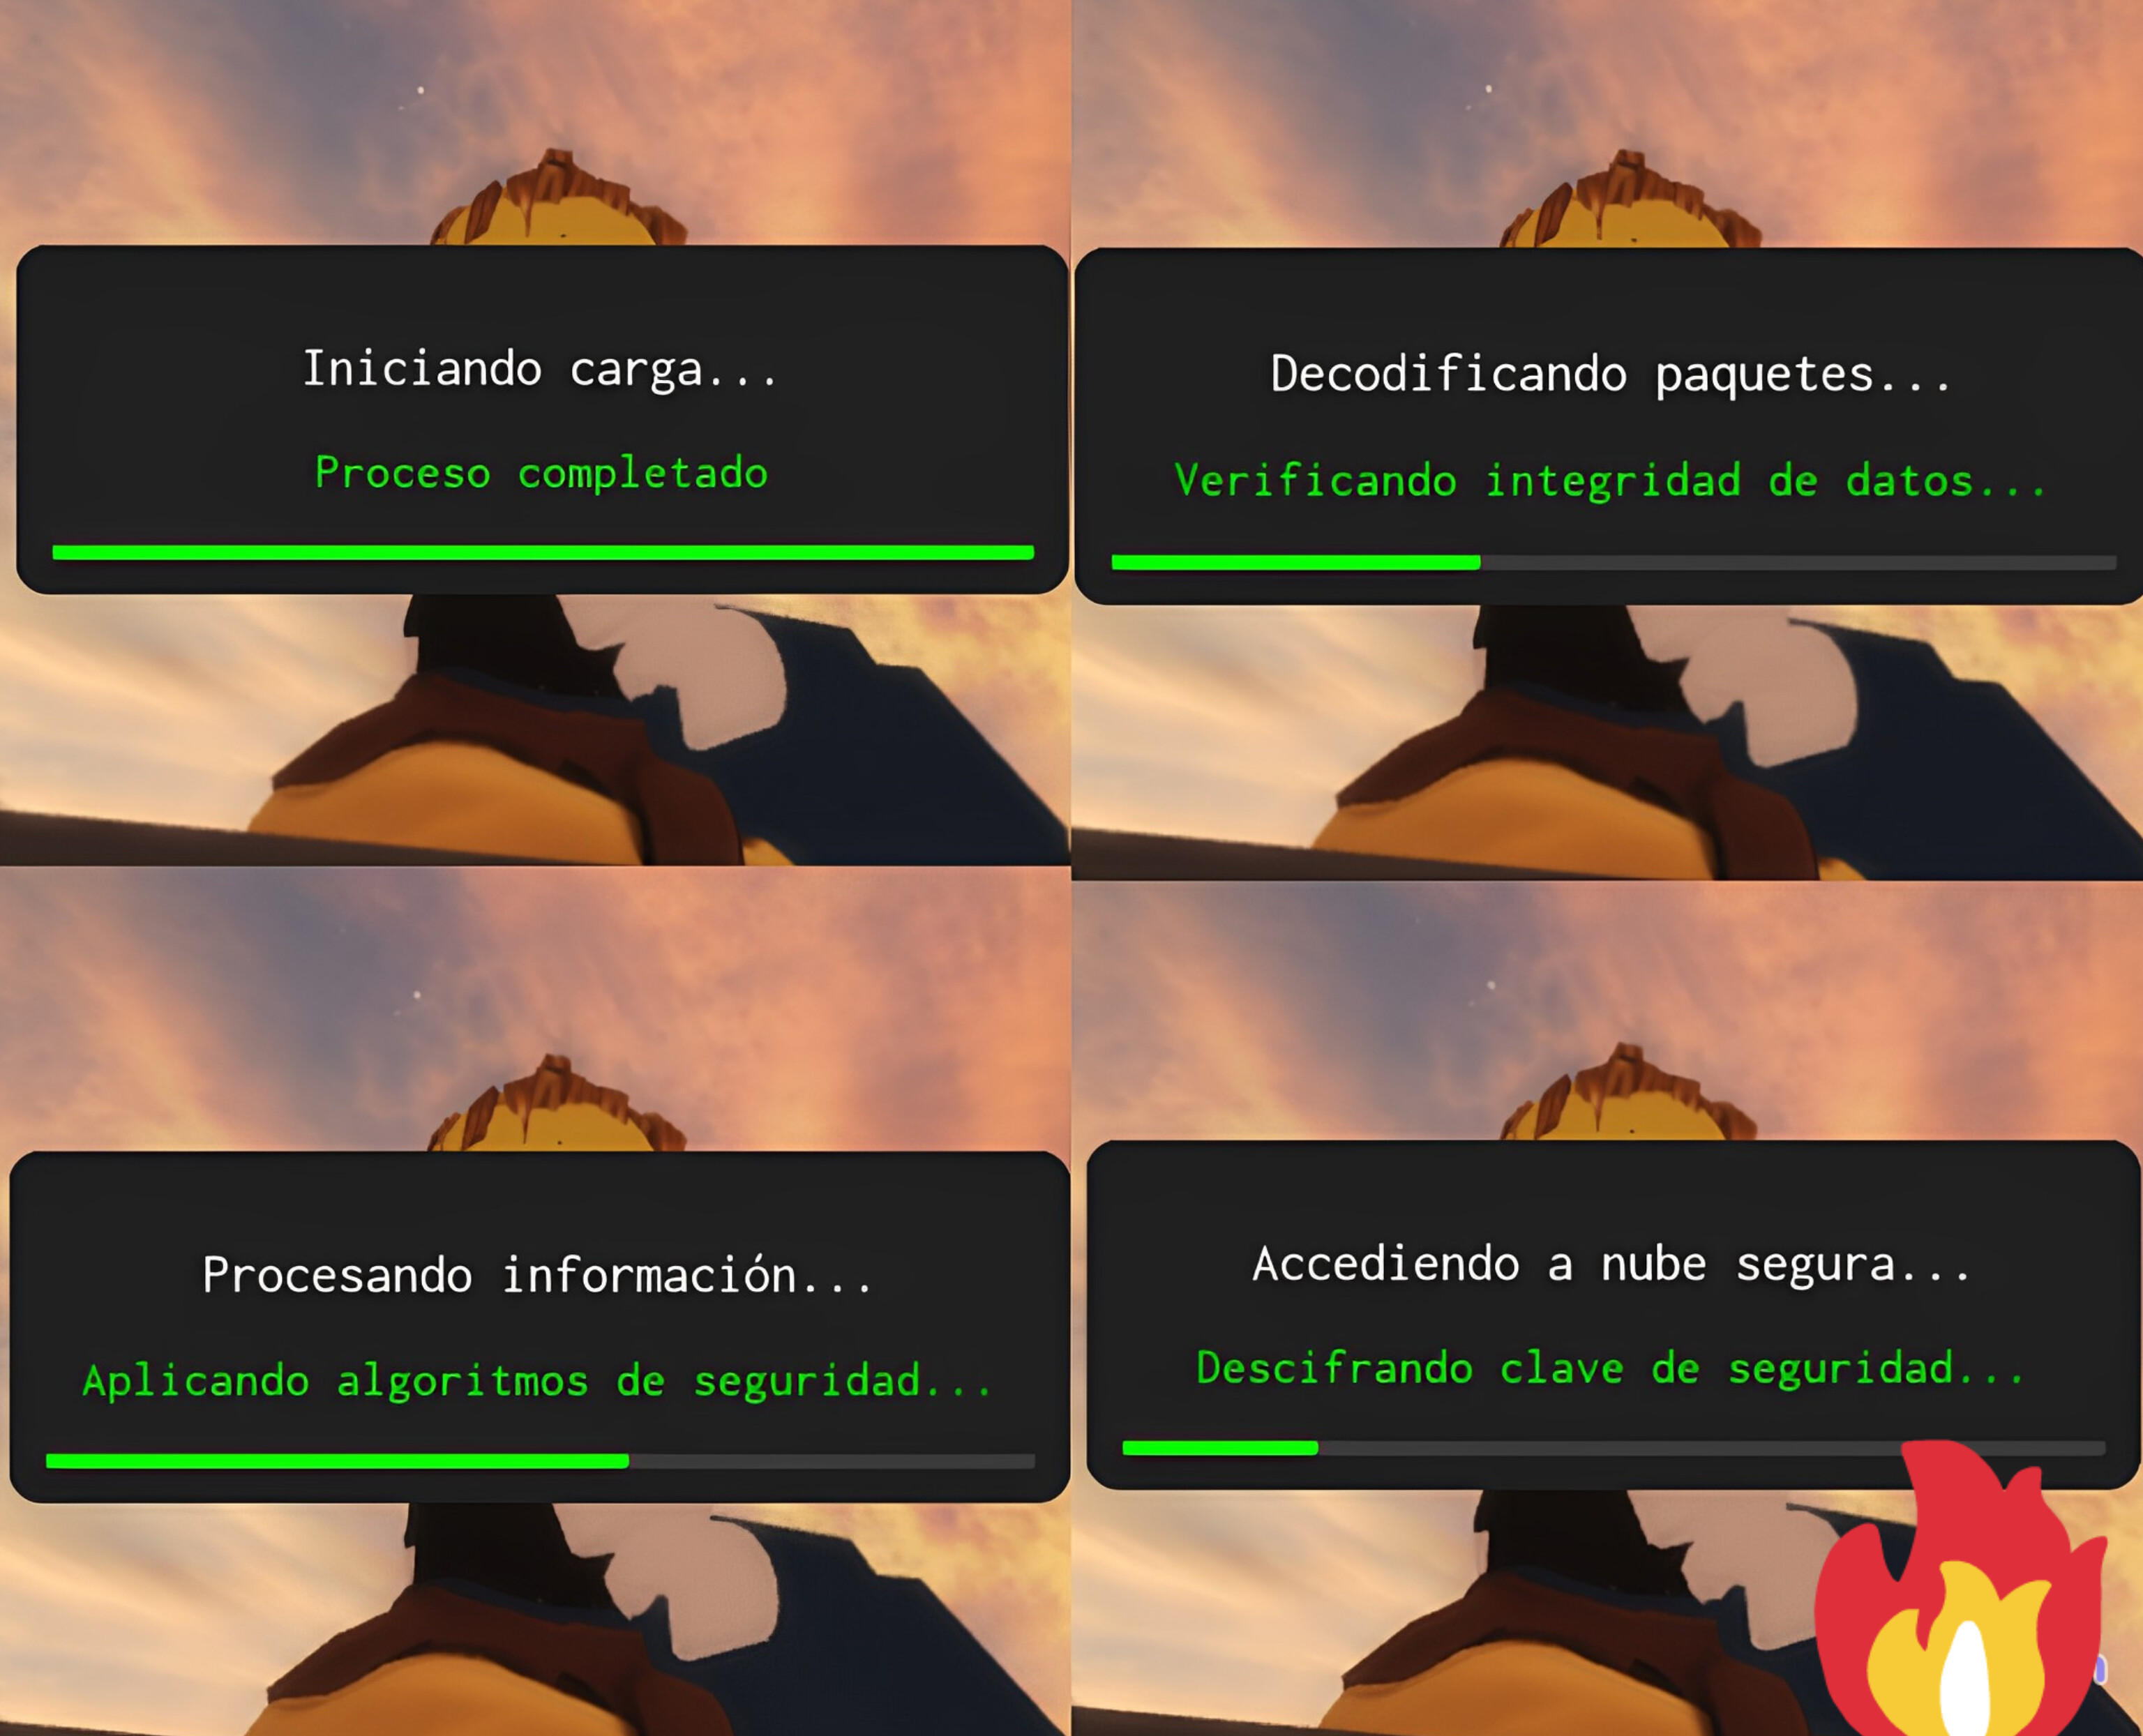 Iniciando carga...
Proceso completado
Decodificando paquetes...
Verificando integridad de datos...
Procesando información...
Aplicando algoritmos de seguridad...
Accediendo a nube segura...
Descifrando clave de seguridad...